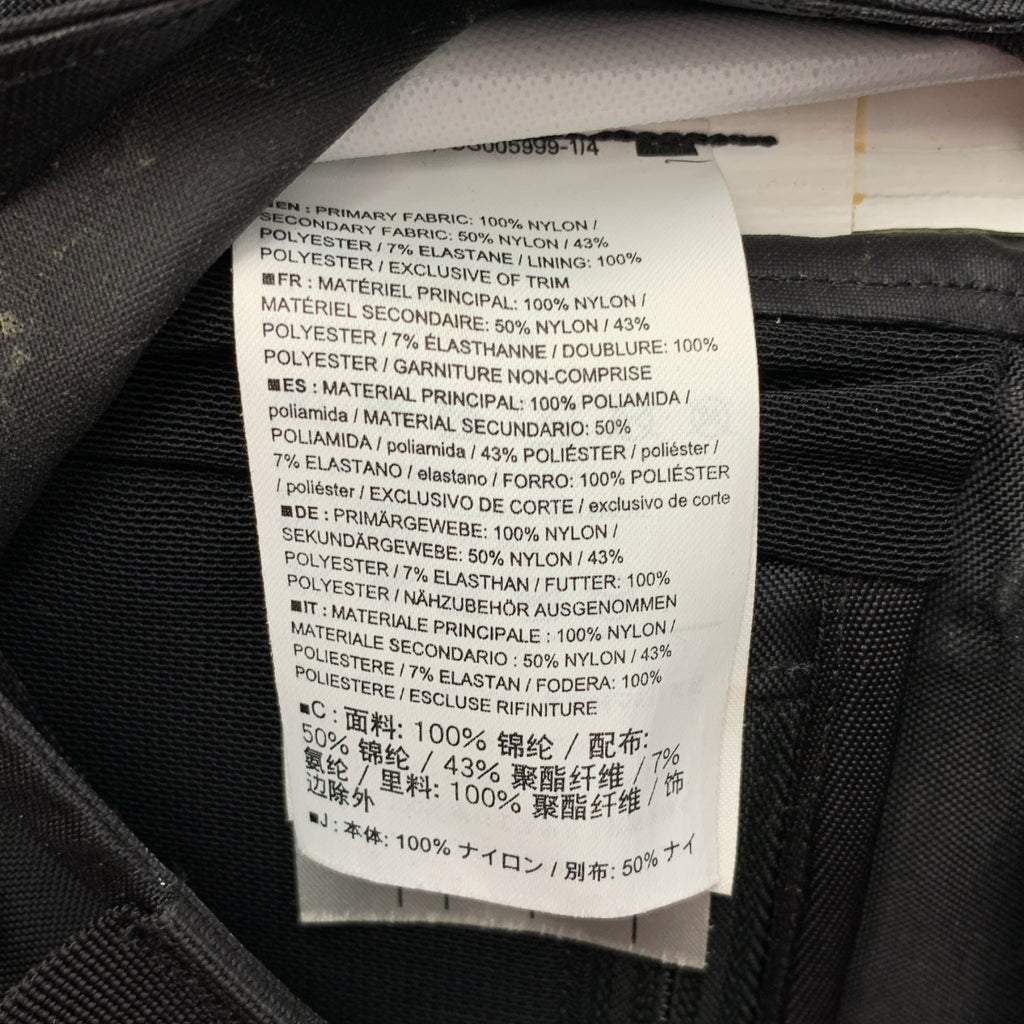 005999-1/4
■EN : PRIMARY FABRIC: 100% NYLON /
SECONDARY FABRIC: 50% NYLON / 43%
POLYESTER / 7% ELASTANE / LINING: 100%
POLYESTER / EXCLUSIVE OF TRIM
■FR : MATÉRIEL PRINCIPAL: 100% NYLON /
MATÉRIEL SECONDAIRE: 50% NYLON / 43%
POLYESTER / 7% ÉLASTHANNE / DOUBLURE: 100%
POLYESTER / GARNITURE NON-COMPRISE
■ES : MATERIAL PRINCIPAL: 100% POLIAMIDA /
poliamida / MATERIAL SECUNDARIO: 50%
POLIAMIDA / poliamida / 43% POLIÉSTER / poliéster /
7% ELASTANO / elastano / FORRO: 100% POLIÉSTER
/ poliéster / EXCLUSIVO DE CORTE / exclusivo de corte
■DE : PRIMÄRGEWEBE: 100% NYLON /
SEKUNDÄRGEWEBE: 50% NYLON / 43%
POLYESTER / 7% ELASTHAN / FUTTER: 100%
POLYESTER / NÄHZUBEHÖR AUSGENOMMEN
■IT : MATERIALE PRINCIPALE : 100% NYLON /
MATERIALE SECONDARIO : 50% NYLON / 43%
POLIESTERE / 7% ELASTAN / FODERA: 100%
POLIESTERE / ESCLUSE RIFINITURE
■C : 面料: 100% 锦纶 / 配布:
50% 锦纶 / 43% 聚酯纤维 / 7%
氨纶 / 里料: 100% 聚酯纤维 / 饰
边除外
■J : 本体: 100% ナイロン / 別布: 50% ナイ